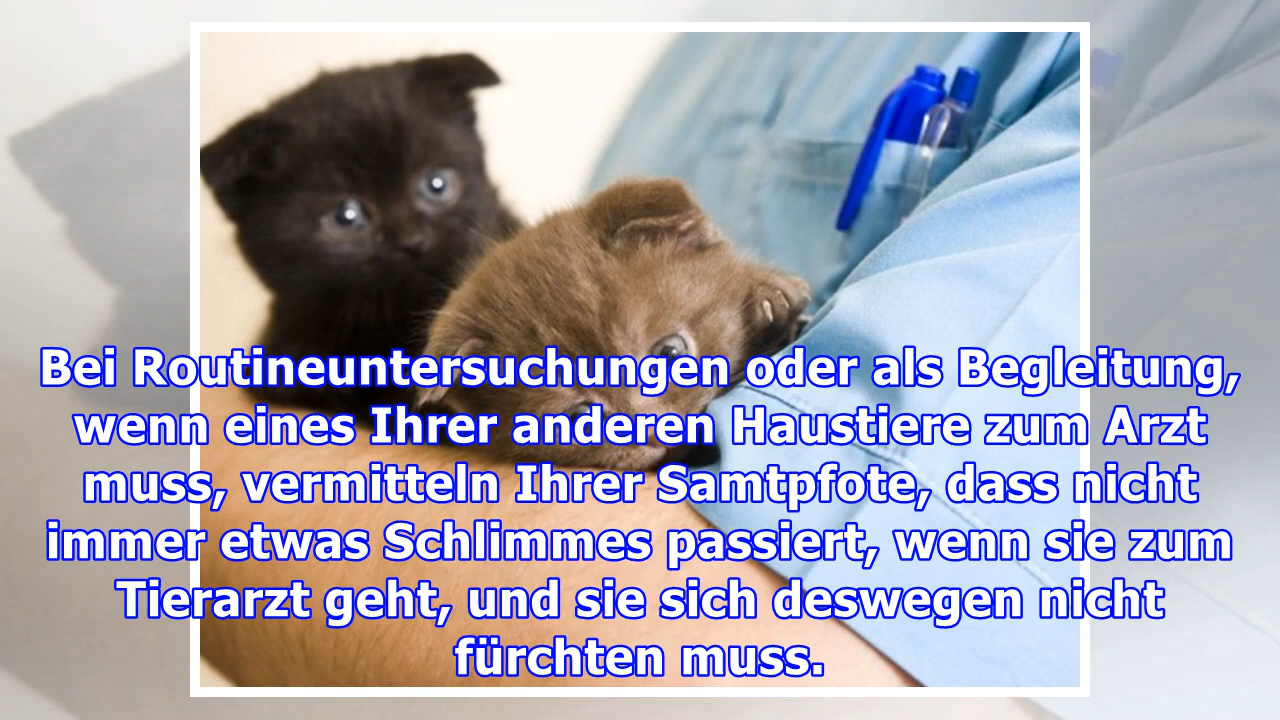 Bei Routineuntersuchungen oder als Begleitung,
wenn eines Ihrer anderen Haustiere zum Arzt
muss, vermitteln Ihrer Samtpfote, dass nicht
immer etwas Schlimmes passiert, wenn sie zum
Tierarzt geht, und sie sich deswegen nicht
fürchten muss.